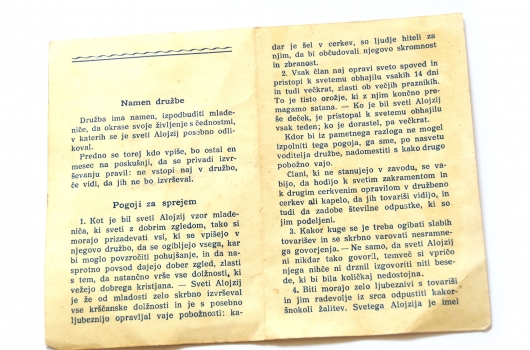 Namen družbe
Družba ima namen, izpodbuditi mlade-
niče, da okrase svoje življenje s čednostmi,
v katerih se je sveti Alojzij posebno odli-
koval.
Predno se torej kdo vpiše, bo ostal en
mesec na poskušnji, da se privadi izvr-
ševanju pravil: ne vstopi naj v družbo,
če vidi, da jih ne bo izvrševal.
Pogoji za sprejem
1. Kot je bil sveti Alojzij vzor mlade-
niča, ki sveti z dobrim zgledom, tako si
morajo prizadevati vsi, ki se vpišejo v
njegovo družbo, da se ogibljejo vsega, kar
bi moglo povzročiti pohujšanje, in da na-
sprotno povsod dajejo dober zgled, zlasti
s tem, da natančno vrše vse dolžnosti, ki
vežejo dobrega kristjana. — Sveti Alojzij
je že od mladosti zelo skrbno izvrševal
vse krščanske dolžnosti in je s posebno
ljubeznijo opravljal vaje pobožnosti: ka-
dar je šel v cerkev, so ljudje hiteli za
njim, da bi občudovali njegovo skromnost
in zbranost.
2. Vsak član naj opravi sveto spoved in
pristopi k svetemu obhajilu vsakih 14 dni
in tudi večkrat, zlasti ob večjih praznikih.
To je tisto orožje, ki z njim končno pre-
magamo satana. — Ko je bil sveti Alojzij
še deček, je pristopal k svetemu obhajilu
vsak teden; ko je dorastel, pa večkrat.
Kdor bi iz pametnega razloga ne mogel
izpolniti tega pogoja, ga sme, po nasvetu
voditelja družbe, nadomestiti s kako drugo
pobožno vajo.
Člani, ki ne stanujejo v zavodu, se va-
bijo, da hodijo k svetim zakramentom in
k drugim cerkvenim opravilom v družbeno
cerkev ali kapelo, da jih tovariši vidijo, in
tudi da zadobe številne odpustke, ki so
jim podeljeni.
3. Kakor kuge se je treba ogibati slabih
tovarišev in se skrbno varovati nesramne-
ga govorjenja. — Ne samo, da sveti Alojzij
ni nikdar tako govoril, temveč si vpričo
njega nihče ni drznil izgovoriti niti bese-
de, ki bi bila količkaj nedostojna.
4. Biti morajo zelo ljubeznivi s tovariši
in jim radevolje iz srca odpustiti kakor-
šnokoli žalitev. Svetega Alojzija je imel